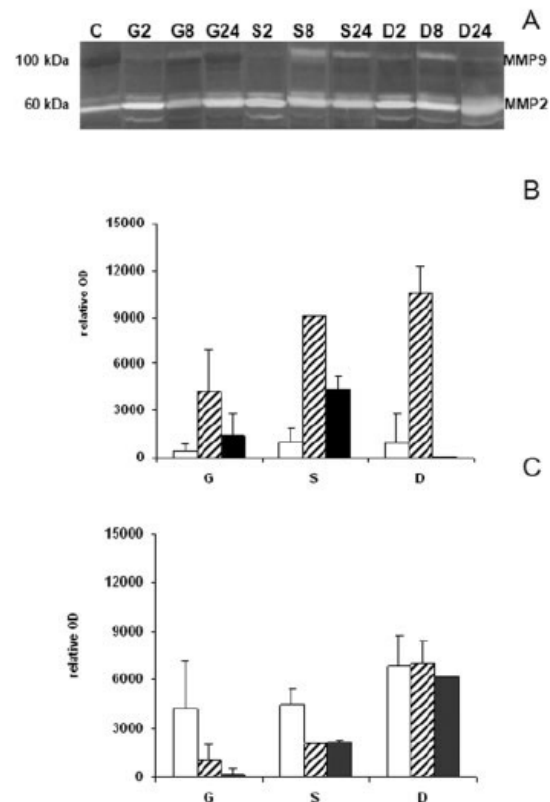 A
C G2 G8 G24 S2 S8 S24 D2 D8 D24
100 kDa MMP9
60 kDa MMP2
B
15000
12000
9000
6000
3000
0
relative OD
G S D
C
15000
12000
9000
6000
3000
0
relative OD
G S D